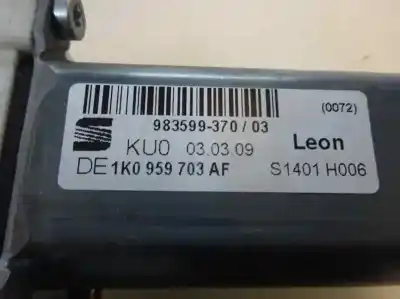 (0072)
983599-370 / 03
KU0 03.03.09 Leon
DE 1K0 959 703 AF S1401 H006